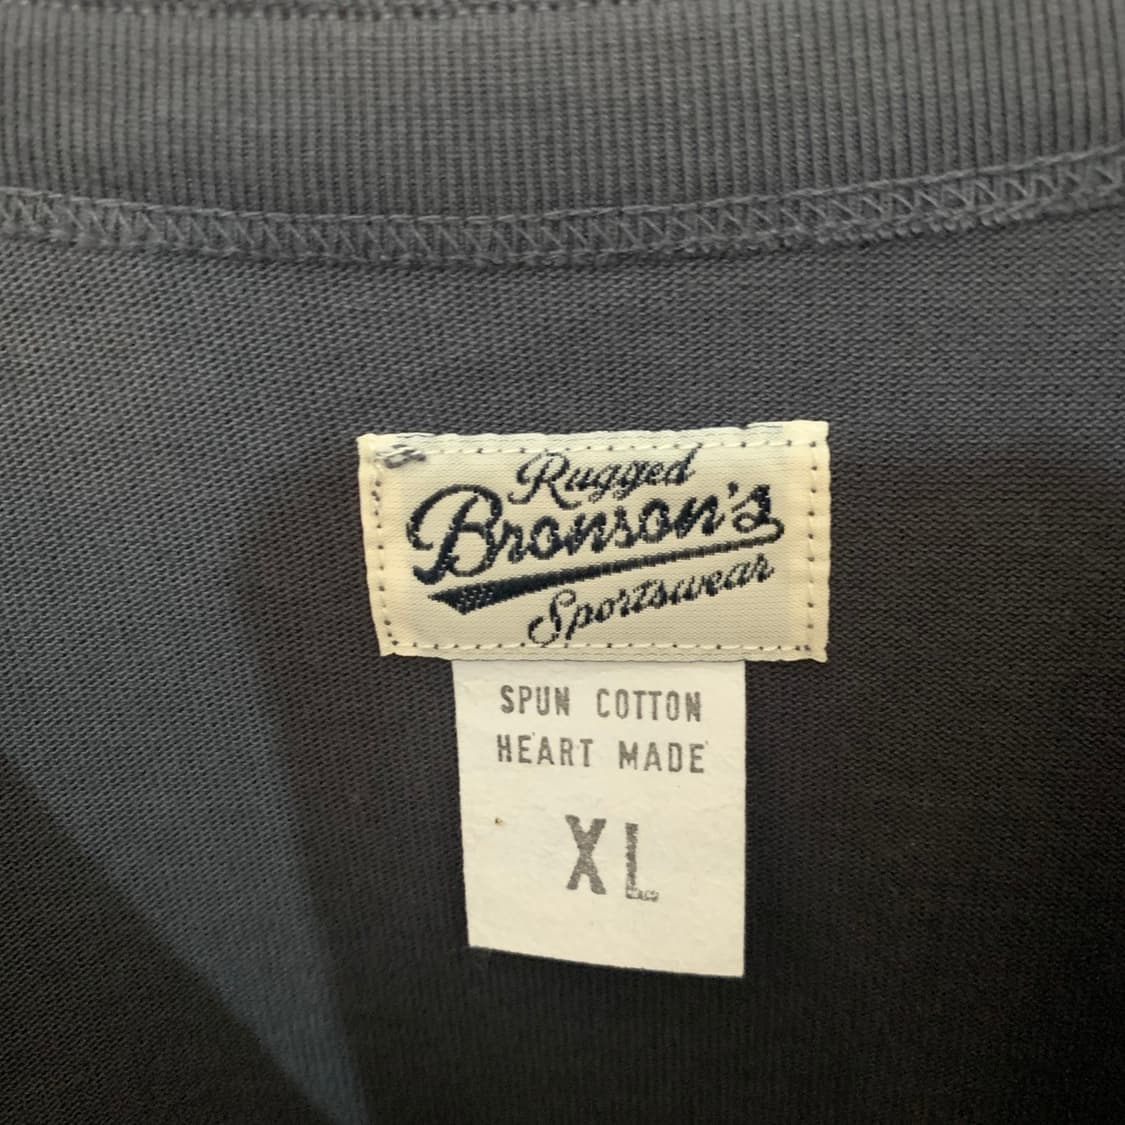 Rugged
Bronson's
Sportswear
SPUN COTTON
HEART MADE
XL